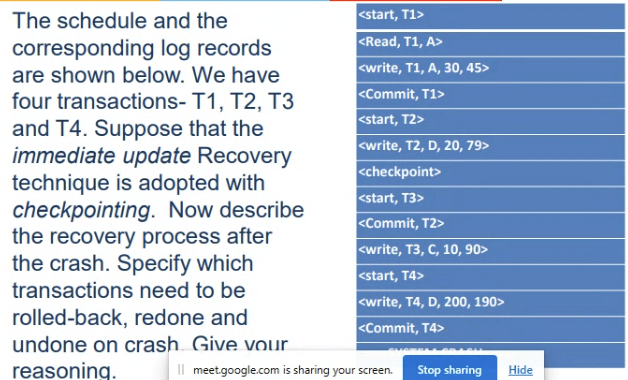 The schedule and the
corresponding log records
are shown below. We have
four transactions- T1, T2, T3
and T4. Suppose that the
immediate update Recovery
technique is adopted with
checkpointing.  Now describe
the recovery process after
the crash. Specify which
transactions need to be
rolled-back, redone and
undone on crash. Give your
reasoning.
<start, T1>
<Read, T1, A>
<write, T1, A, 30, 45>
<Commit, T1>
<start, T2>
<write, T2, D, 20, 79>
<checkpoint>
<start, T3>
<Commit, T2>
<write, T3, C, 10, 90>
<start, T4>
<write, T4, D, 200, 190>
<Commit, T4>
SYSTEM CRASH
meet.google.com is sharing your screen.
Stop sharing
Hide